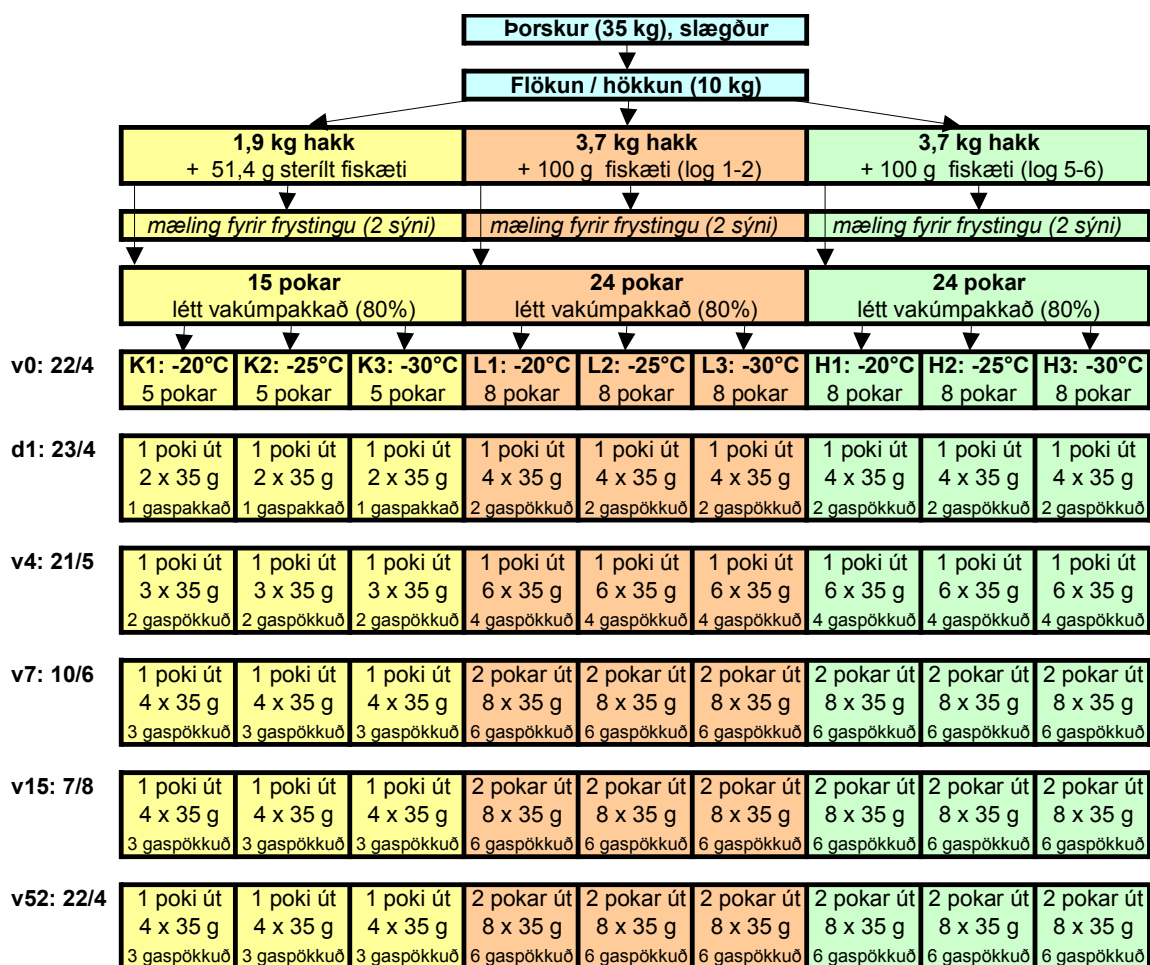 Þorskur (35 kg), slægður
Flökun / hökkun (10 kg)
1,9 kg hakk 3,7 kg hakk 3,7 kg hakk
+ 51,4 g sterílt fiskæti + 100 g fiskæti (log 1-2) + 100 g fiskæti (log 5-6)
mæling fyrir frystingu (2 sýni) mæling fyrir frystingu (2 sýni) mæling fyrir frystingu (2 sýni)
15 pokar 24 pokar 24 pokar
létt vakúmpakkað (80%) létt vakúmpakkað (80%) létt vakúmpakkað (80%)
v0: 22/4 K1: -20°C K2: -25°C K3: -30°C L1: -20°C L2: -25°C L3: -30°C H1: -20°C H2: -25°C H3: -30°C
5 pokar 5 pokar 5 pokar 8 pokar 8 pokar 8 pokar 8 pokar 8 pokar 8 pokar
d1: 23/4 1 poki út 1 poki út 1 poki út 1 poki út 1 poki út 1 poki út 1 poki út 1 poki út 1 poki út
2 x 35 g 2 x 35 g 2 x 35 g 4 x 35 g 4 x 35 g 4 x 35 g 4 x 35 g 4 x 35 g 4 x 35 g
1 gaspakkað 1 gaspakkað 1 gaspakkað 2 gaspökkuð 2 gaspökkuð 2 gaspökkuð 2 gaspökkuð 2 gaspökkuð 2 gaspökkuð
v4: 21/5 1 poki út 1 poki út 1 poki út 1 poki út 1 poki út 1 poki út 1 poki út 1 poki út 1 poki út
3 x 35 g 3 x 35 g 3 x 35 g 6 x 35 g 6 x 35 g 6 x 35 g 6 x 35 g 6 x 35 g 6 x 35 g
2 gaspökkuð 2 gaspökkuð 2 gaspökkuð 4 gaspökkuð 4 gaspökkuð 4 gaspökkuð 4 gaspökkuð 4 gaspökkuð 4 gaspökkuð
v7: 10/6 1 poki út 1 poki út 1 poki út 2 pokar út 2 pokar út 2 pokar út 2 pokar út 2 pokar út 2 pokar út
4 x 35 g 4 x 35 g 4 x 35 g 8 x 35 g 8 x 35 g 8 x 35 g 8 x 35 g 8 x 35 g 8 x 35 g
3 gaspökkuð 3 gaspökkuð 3 gaspökkuð 6 gaspökkuð 6 gaspökkuð 6 gaspökkuð 6 gaspökkuð 6 gaspökkuð 6 gaspökkuð
v15: 7/8 1 poki út 1 poki út 1 poki út 2 pokar út 2 pokar út 2 pokar út 2 pokar út 2 pokar út 2 pokar út
4 x 35 g 4 x 35 g 4 x 35 g 8 x 35 g 8 x 35 g 8 x 35 g 8 x 35 g 8 x 35 g 8 x 35 g
3 gaspökkuð 3 gaspökkuð 3 gaspökkuð 6 gaspökkuð 6 gaspökkuð 6 gaspökkuð 6 gaspökkuð 6 gaspökkuð 6 gaspökkuð
v52: 22/4 1 poki út 1 poki út 1 poki út 2 pokar út 2 pokar út 2 pokar út 2 pokar út 2 pokar út 2 pokar út
4 x 35 g 4 x 35 g 4 x 35 g 8 x 35 g 8 x 35 g 8 x 35 g 8 x 35 g 8 x 35 g 8 x 35 g
3 gaspökkuð 3 gaspökkuð 3 gaspökkuð 6 gaspökkuð 6 gaspökkuð 6 gaspökkuð 6 gaspökkuð 6 gaspökkuð 6 gaspökkuð